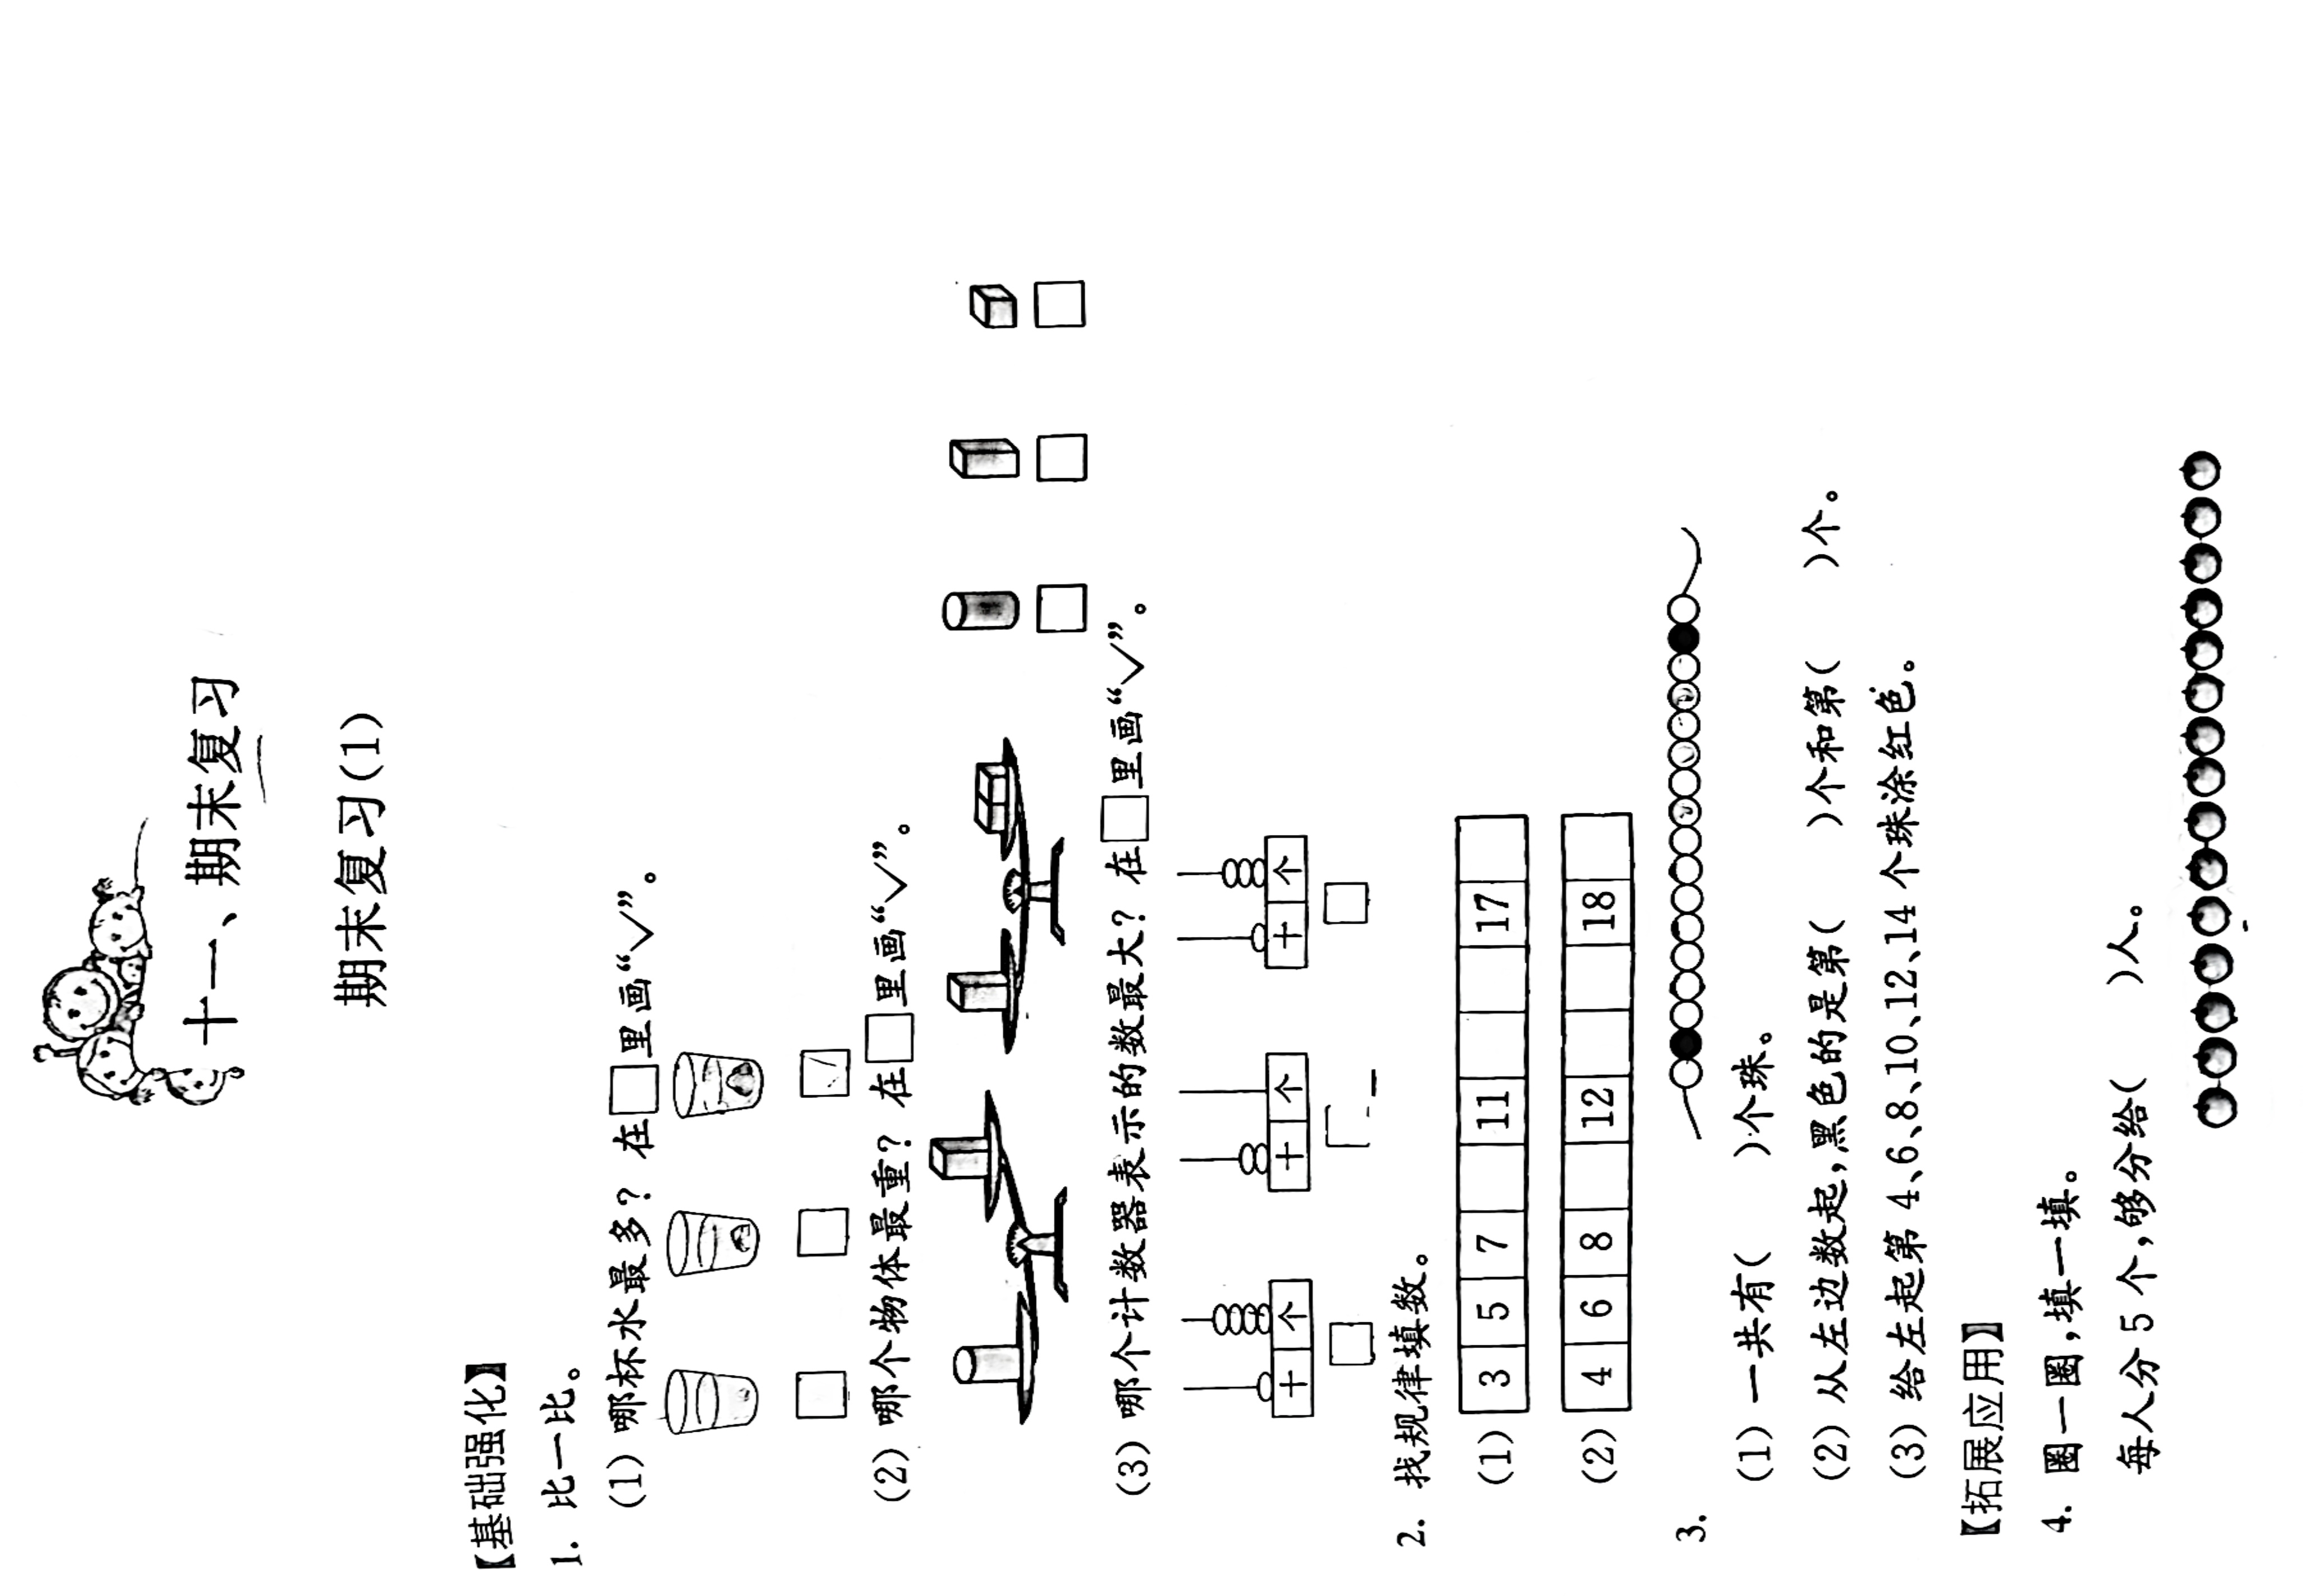 十一、期末复习
期末复习(1)
【基础强化】
1. 比一比。
(1) 哪杯水最多？在□里画“√”。
(2) 哪个物体最重？在□里画“√”。
(3) 哪个计数器表示的数最大？在□里画“√”。
十 个 十 个 十 个
2. 找规律填数。
(1) 3 5 7 11 17
(2) 4 6 8 12 18
3.
(1) 一共有( )个珠。
(2) 从左边数起,黑色的是第( )个和第( )个。
(3) 给左起第 4、6、8、10、12、14 个珠涂红色。
【拓展应用】
4. 圈一圈,填一填。
每人分 5 个,够分给( )人。